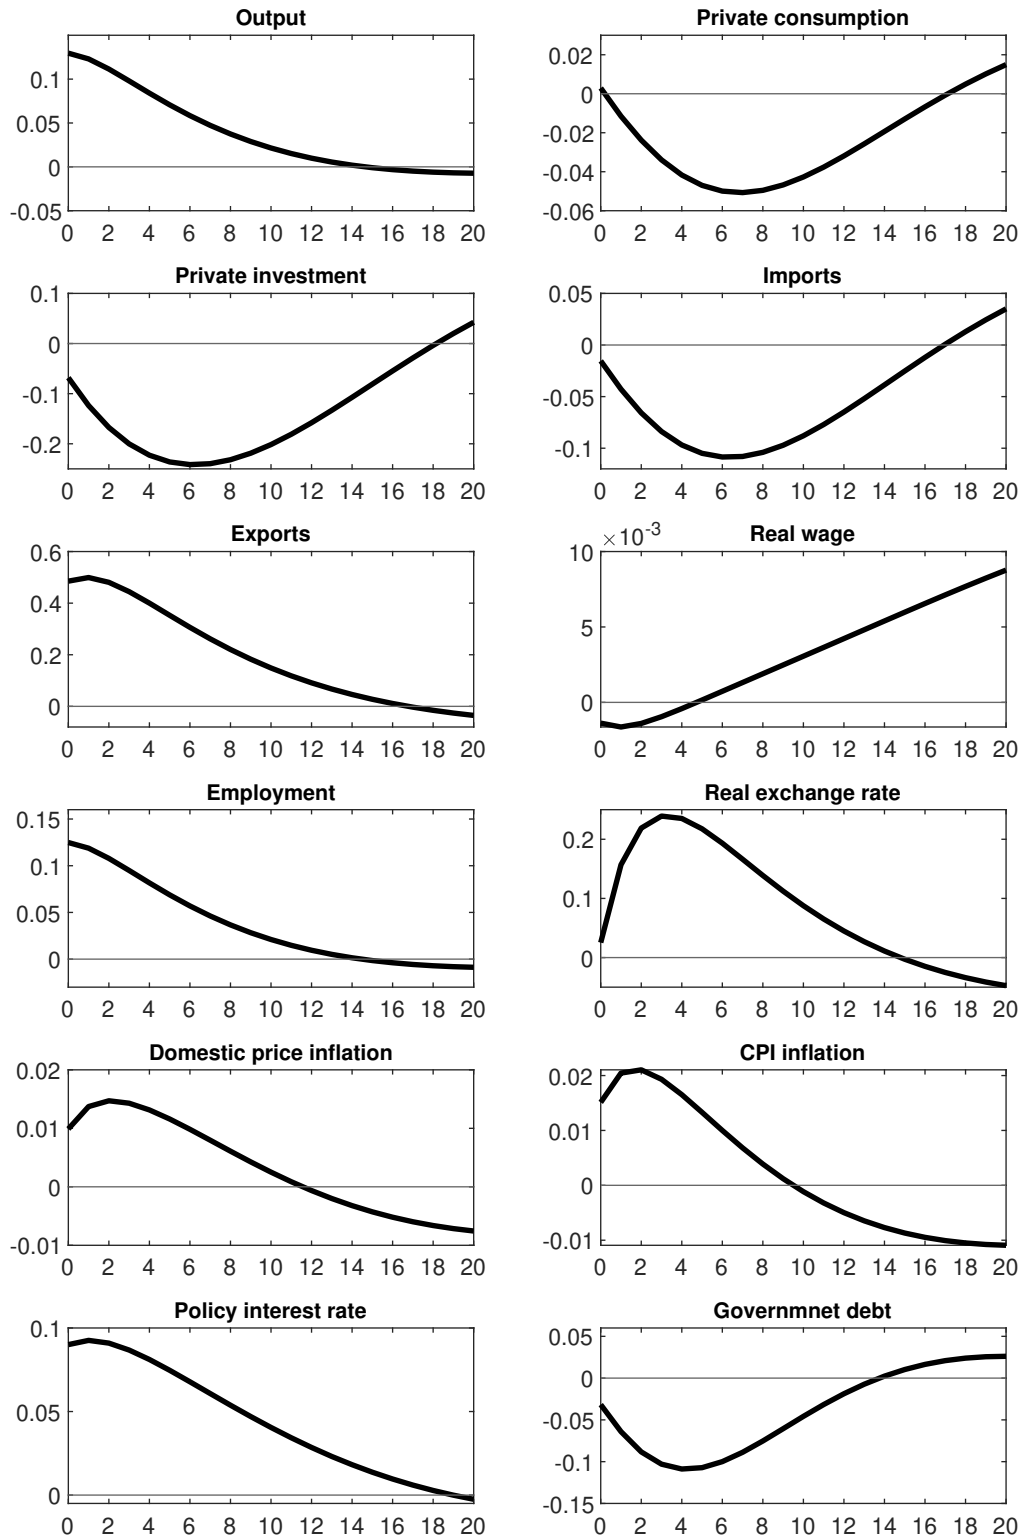 Output
0.1
0.05
0
-0.05
0 2 4 6 8 10 12 14 16 18 20
Private consumption
0.02
0
-0.02
-0.04
-0.06
0 2 4 6 8 10 12 14 16 18 20
Private investment
0.1
0
-0.1
-0.2
0 2 4 6 8 10 12 14 16 18 20
Imports
0.05
0
-0.05
-0.1
0 2 4 6 8 10 12 14 16 18 20
Exports
0.6
0.4
0.2
0
0 2 4 6 8 10 12 14 16 18 20
Real wage
×10-3
10
5
0
0 2 4 6 8 10 12 14 16 18 20
Employment
0.15
0.1
0.05
0
0 2 4 6 8 10 12 14 16 18 20
Real exchange rate
0.2
0.1
0
0 2 4 6 8 10 12 14 16 18 20
Domestic price inflation
0.02
0.01
0
-0.01
0 2 4 6 8 10 12 14 16 18 20
CPI inflation
0.02
0.01
0
-0.01
0 2 4 6 8 10 12 14 16 18 20
Policy interest rate
0.1
0.05
0
0 2 4 6 8 10 12 14 16 18 20
Governmnet debt
0.05
0
-0.05
-0.1
-0.15
0 2 4 6 8 10 12 14 16 18 20